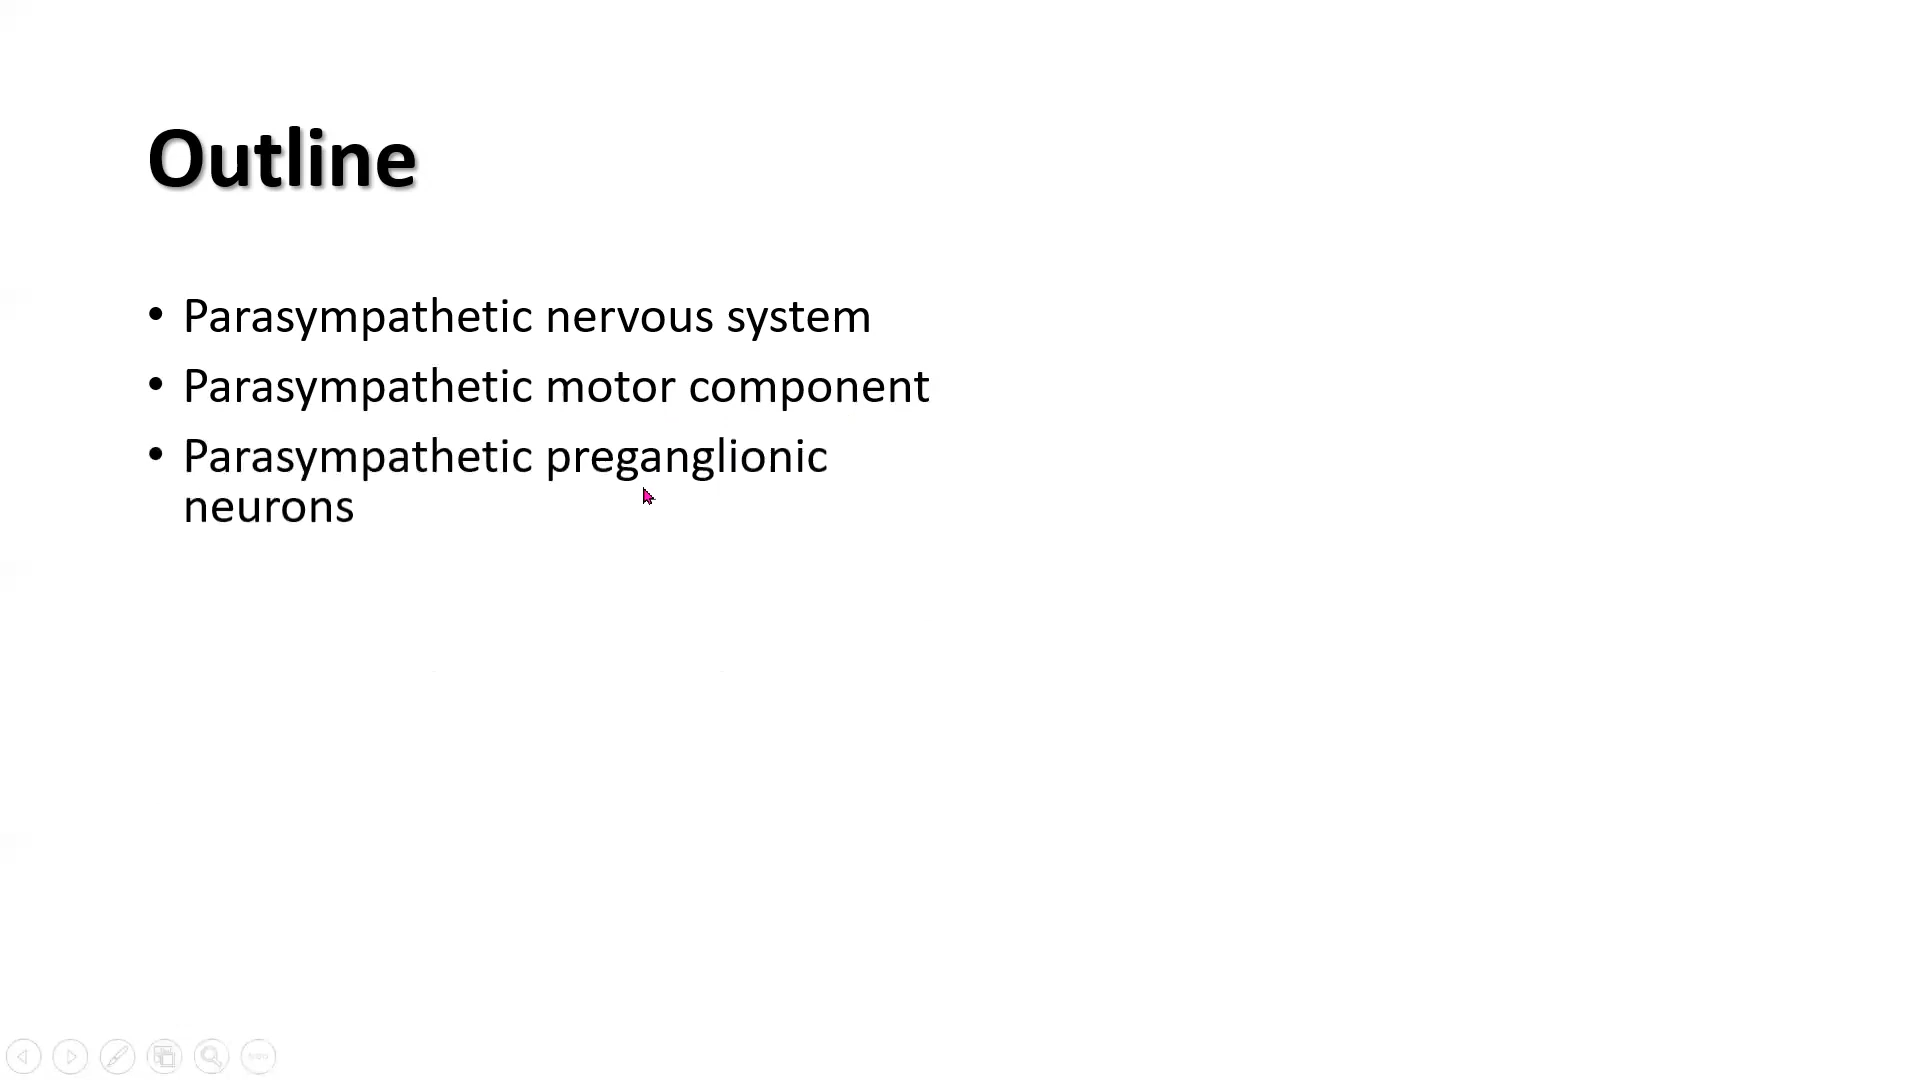 Outline
• Parasympathetic nervous system
• Parasympathetic motor component
• Parasympathetic preganglionic
neurons